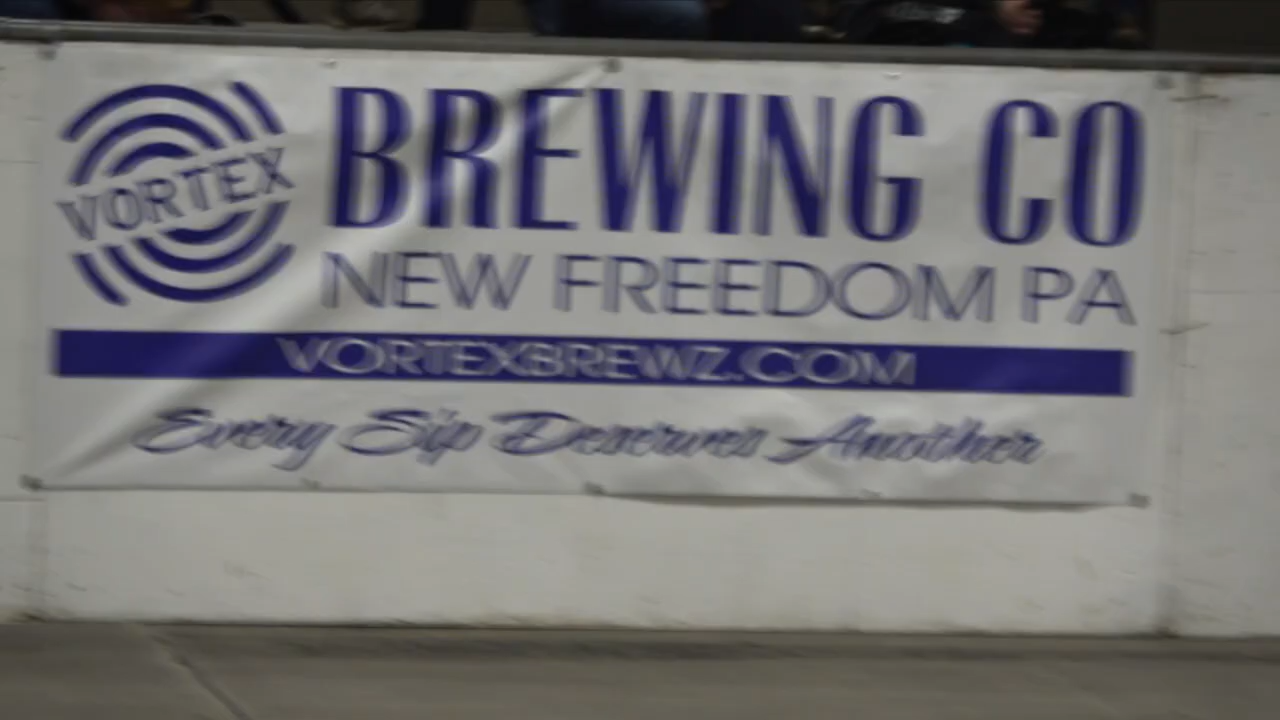 VORTEX
BREWING CO
NEW FREEDOM PA
VORTEXBREWZ.COM
Every Sip Deserves Another